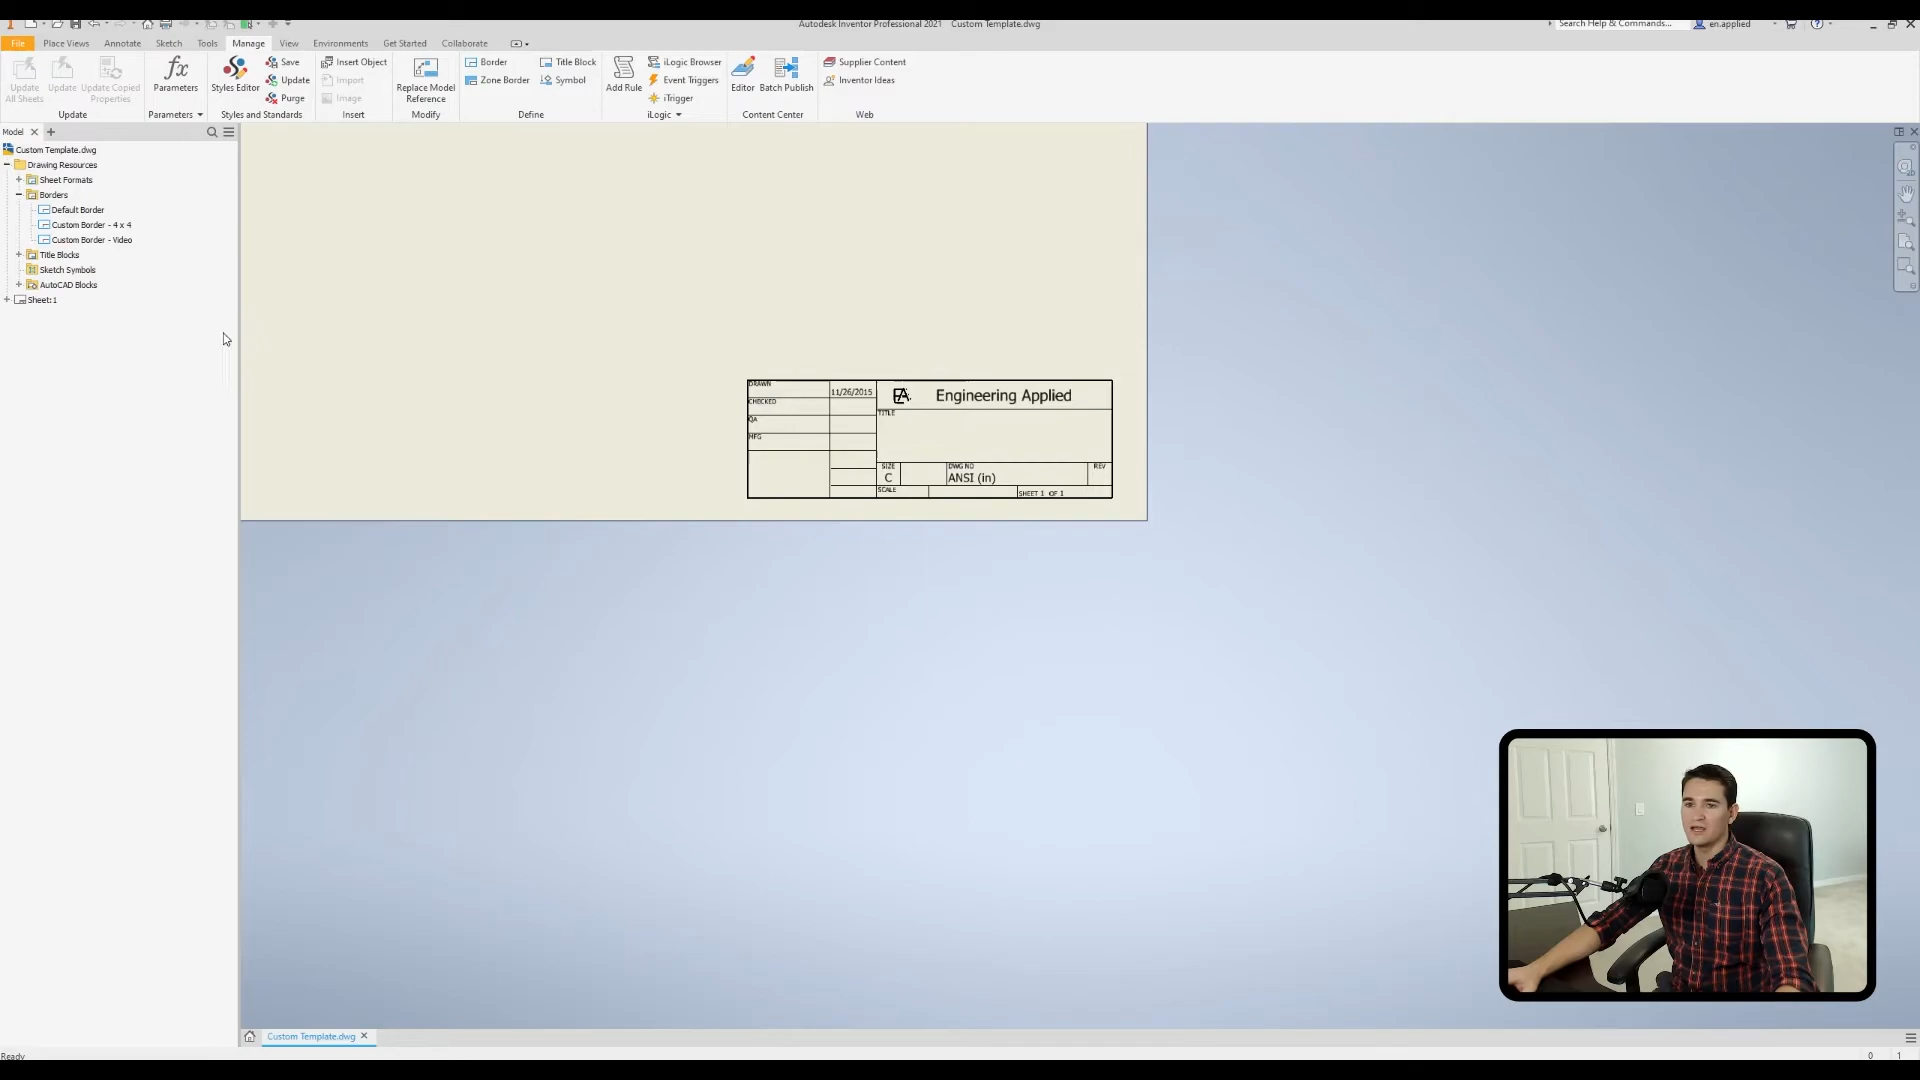 Autodesk Inventor Professional 2021 Custom Template.dwg
Search Help & Commands...
en.applied
File Place Views Annotate Sketch Tools Manage View Environments Get Started Collaborate
Update All Sheets
Update
Update Copied Properties
Update
Parameters
Parameters
Styles Editor
Save
Update
Purge
Styles and Standards
Insert Object
Import
Image
Insert
Replace Model Reference
Modify
Border
Zone Border
Title Block
Symbol
Define
Add Rule
iLogic Browser
Event Triggers
iTrigger
iLogic
Editor
Batch Publish
Content Center
Supplier Content
Inventor Ideas
Web
Model
Custom Template.dwg
Drawing Resources
Sheet Formats
Borders
Default Border
Custom Border - 4 x 4
Custom Border - Video
Title Blocks
Sketch Symbols
AutoCAD Blocks
Sheet:1
DRAWN
11/26/2015
CHECKED
QA
MFG
EA Engineering Applied
TITLE
SIZE
C
DWG NO
ANSI (in)
REV
SCALE
SHEET 1 OF 1
Custom Template.dwg
Ready
0 1